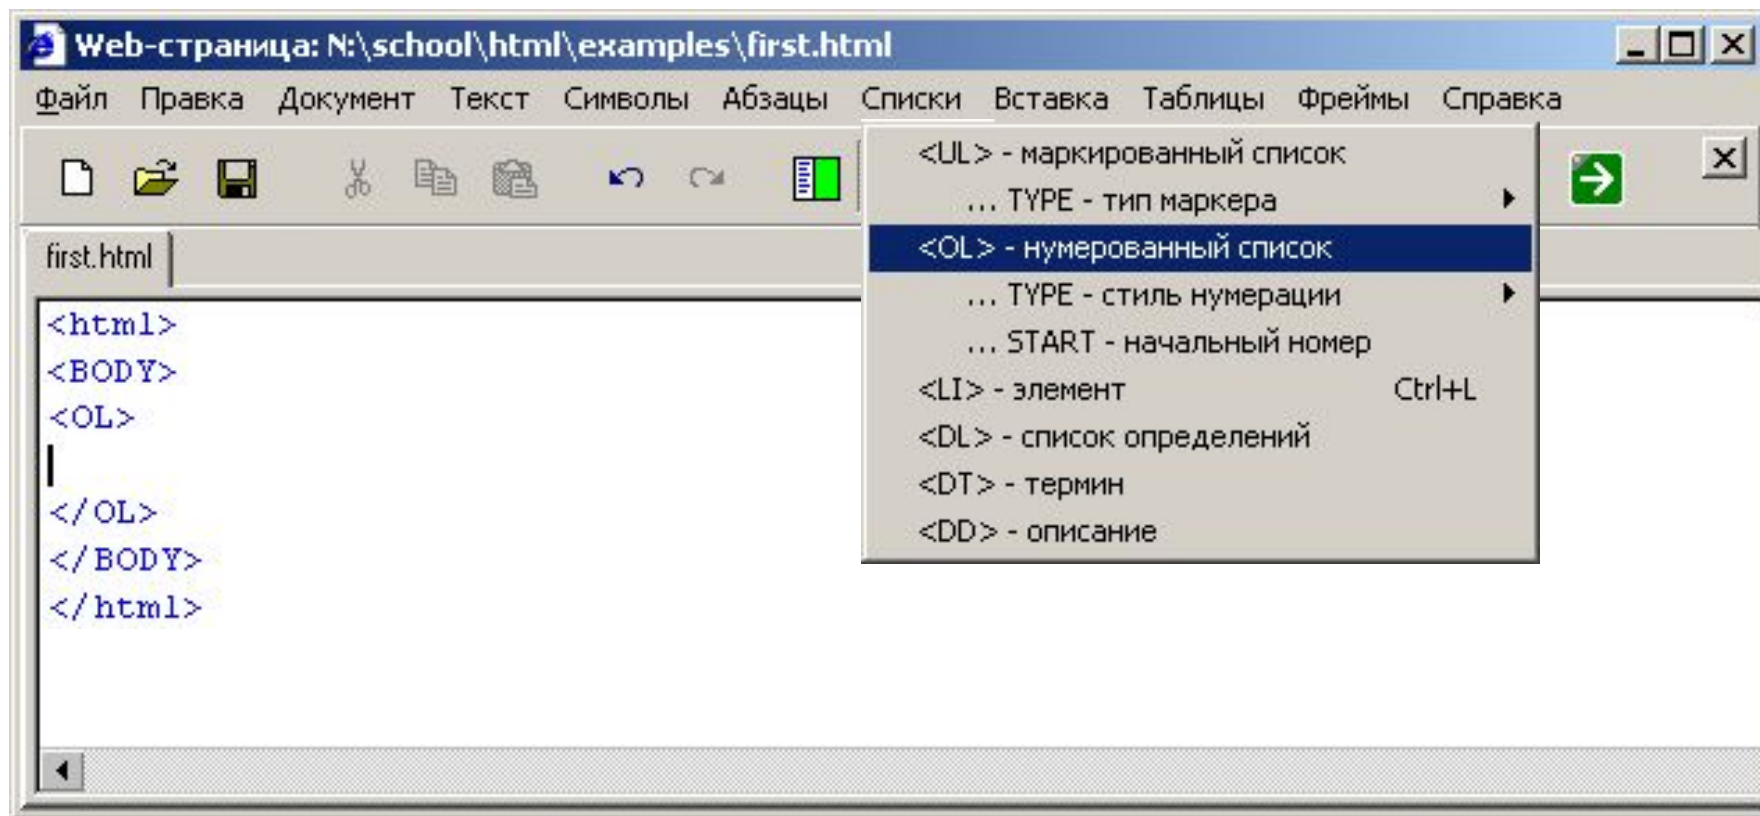 Web-страница: N:\school\html\examples\first.html
Файл Правка Документ Текст Символы Абзацы Списки Вставка Таблицы Фреймы Справка
<UL> - маркированный список
... TYPE - тип маркера
<OL> - нумерованный список
... TYPE - стиль нумерации
... START - начальный номер
<LI> - элемент Ctrl+L
<DL> - список определений
<DT> - термин
<DD> - описание
first.html
<html>
<BODY>
<OL>
</OL>
</BODY>
</html>